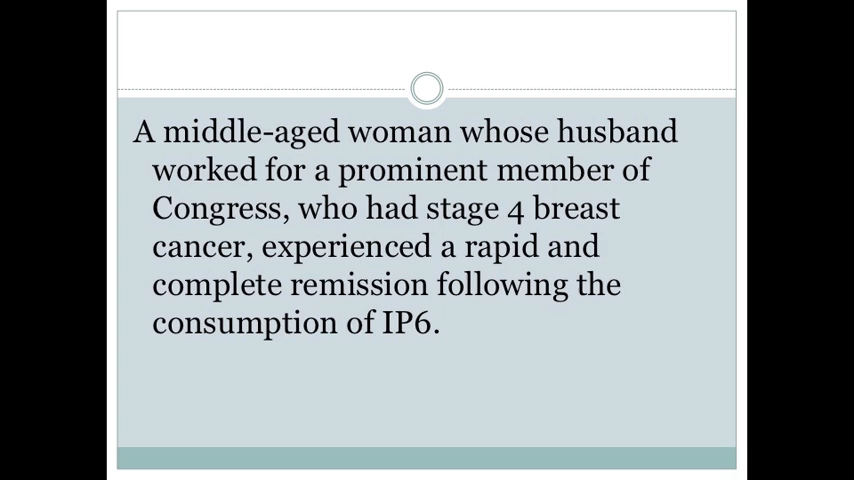 A middle-aged woman whose husband
worked for a prominent member of
Congress, who had stage 4 breast
cancer, experienced a rapid and
complete remission following the
consumption of IP6.